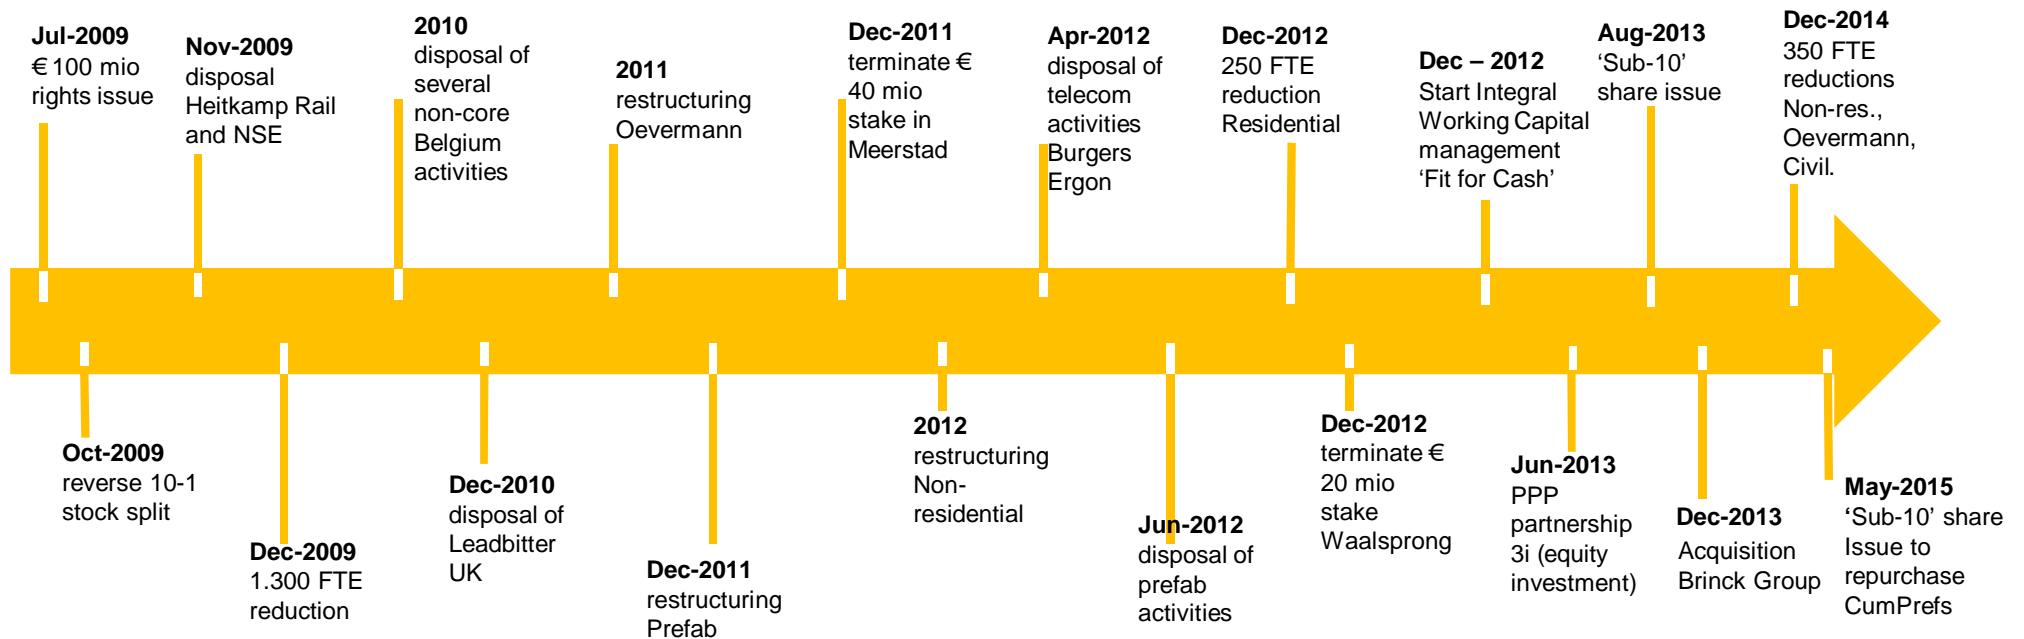 Jul-2009
€ 100 mio
rights issue
Nov-2009
disposal
Heitkamp Rail
and NSE
2010
disposal of
several
non-core
Belgium
activities
2011
restructuring
Oevermann
Dec-2011
terminate €
40 mio
stake in
Meerstad
Apr-2012
disposal of
telecom
activities
Burgers
Ergon
Dec-2012
250 FTE
reduction
Residential
Dec – 2012
Start Integral
Working Capital
management
‘Fit for Cash’
Aug-2013
‘Sub-10’
share issue
Dec-2014
350 FTE
reductions
Non-res.,
Oevermann,
Civil.
Oct-2009
reverse 10-1
stock split
Dec-2009
1.300 FTE
reduction
Dec-2010
disposal of
Leadbitter
UK
Dec-2011
restructuring
Prefab
2012
restructuring
Non-
residential
Jun-2012
disposal of
prefab
activities
Dec-2012
terminate €
20 mio
stake
Waalsprong
Jun-2013
PPP
partnership
3i (equity
investment)
Dec-2013
Acquisition
Brinck Group
May-2015
‘Sub-10’ share
Issue to
repurchase
CumPrefs